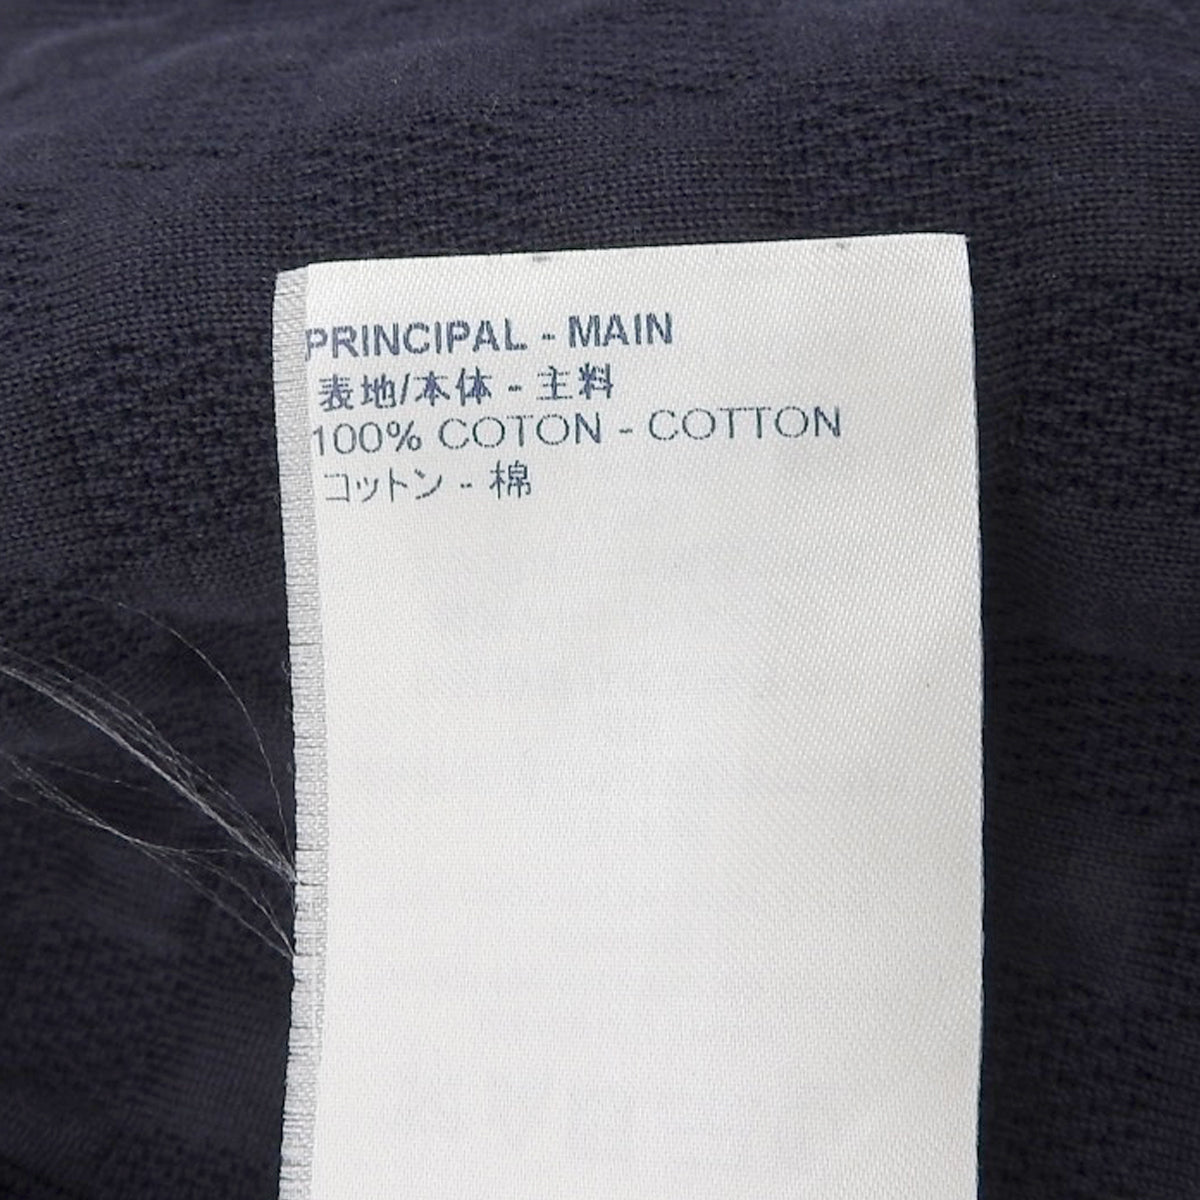 PRINCIPAL - MAIN
表地/本体 - 主料
100% COTON - COTTON
コットン - 棉